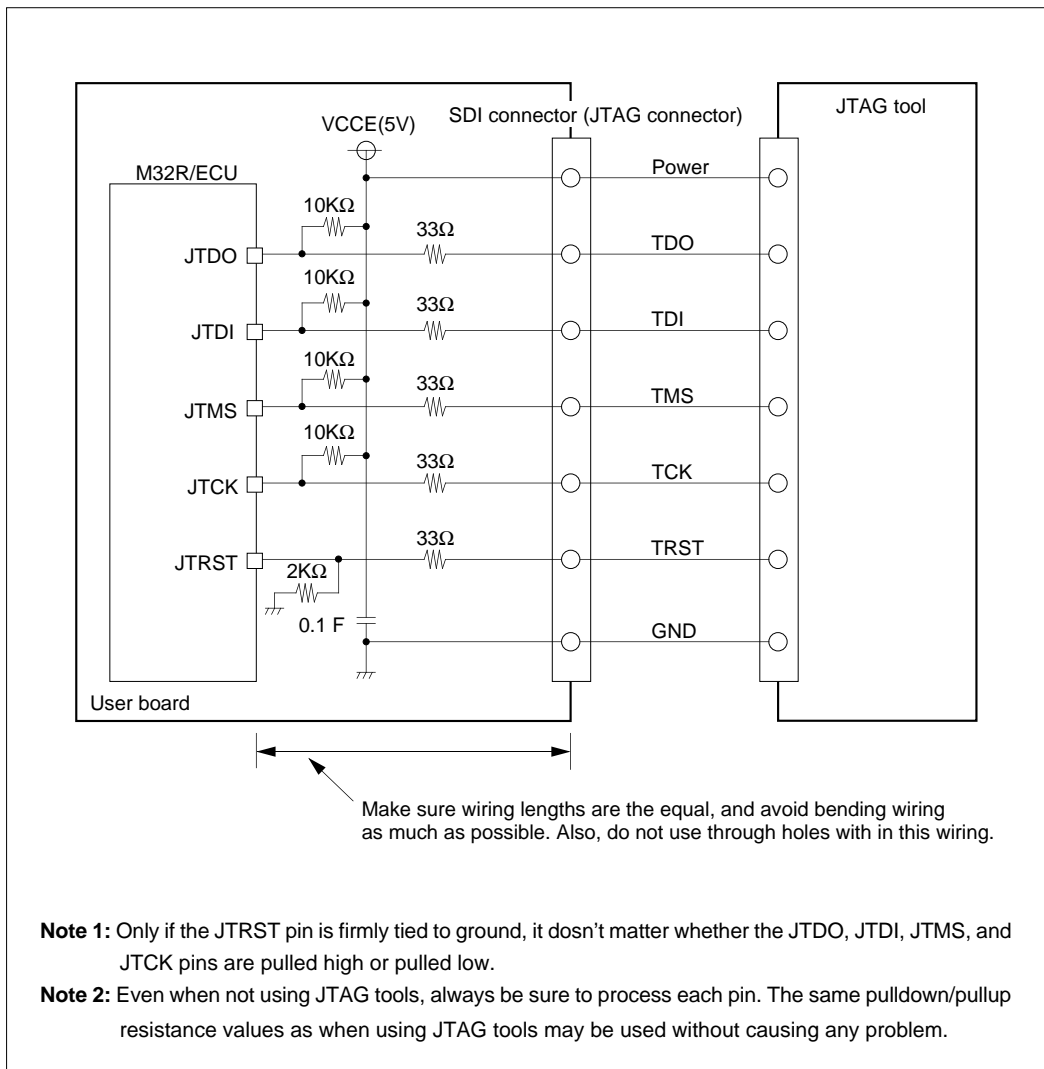 SDI connector (JTAG connector)
JTAG tool
VCCE(5V)
M32R/ECU
Power
10KΩ
33Ω
JTDO
TDO
10KΩ
33Ω
JTDI
TDI
10KΩ
33Ω
JTMS
TMS
10KΩ
33Ω
JTCK
TCK
33Ω
JTRST
TRST
2KΩ
0.1 F
GND
User board
Make sure wiring lengths are the equal, and avoid bending wiring
as much as possible. Also, do not use through holes with in this wiring.
Note 1: Only if the JTRST pin is firmly tied to ground, it dosn't matter whether the JTDO, JTDI, JTMS, and
JTCK pins are pulled high or pulled low.
Note 2: Even when not using JTAG tools, always be sure to process each pin. The same pulldown/pullup
resistance values as when using JTAG tools may be used without causing any problem.